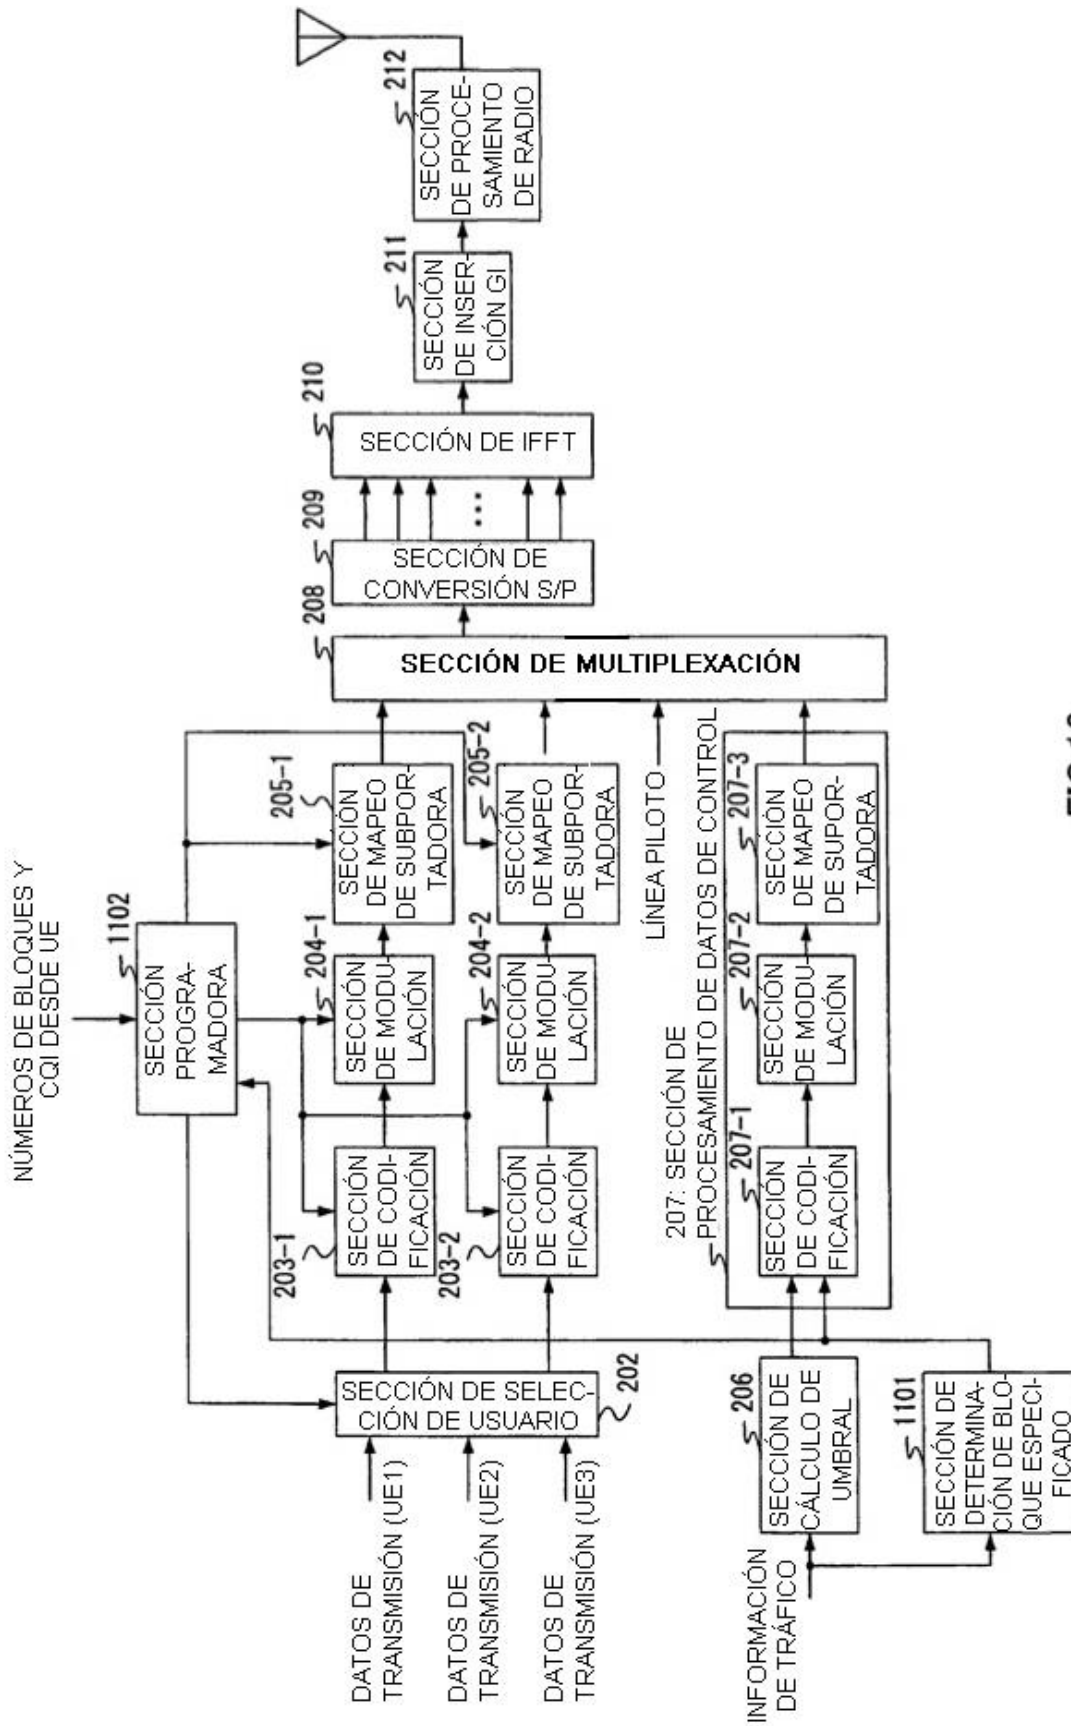 NÚMEROS DE BLOQUES Y
CQI DESDE UE
1102
SECCIÓN
PROGRA-
MADORA
DATOS DE
TRANSMISIÓN (UE1)
DATOS DE
TRANSMISIÓN (UE2)
DATOS DE
TRANSMISIÓN (UE3)
SECCIÓN DE SELEC-
CIÓN DE USUARIO
202
203-1
SECCIÓN
DE CODI-
FICACIÓN
204-1
SECCIÓN
DE MODU-
LACIÓN
205-1
SECCIÓN
DE MAPEO
DE SUBPOR-
TADORA
203-2
SECCIÓN
DE CODI-
FICACIÓN
204-2
SECCIÓN
DE MODU-
LACIÓN
205-2
SECCIÓN
DE MAPEO
DE SUBPOR-
TADORA
LÍNEA PILOTO
INFORMACIÓN
DE TRÁFICO
206
SECCIÓN DE
CÁLCULO DE
UMBRAL
1101
SECCIÓN DE
DETERMINA-
CIÓN DE BLO-
QUE ESPECI-
FICADO
207: SECCIÓN DE
PROCESAMIENTO DE DATOS DE CONTROL
207-1
SECCIÓN
DE CODI-
FICACIÓN
207-2
SECCIÓN
DE MODU-
LACIÓN
207-3
SECCIÓN
DE MAPEO
DE SUPOR-
TADORA
208
SECCIÓN DE MULTIPLEXACIÓN
209
SECCIÓN DE
CONVERSIÓN S/P
...
210
SECCIÓN DE IFFT
211
SECCIÓN
DE INSER-
CIÓN GI
212
SECCIÓN
DE PROCE-
SAMIENTO
DE RADIO